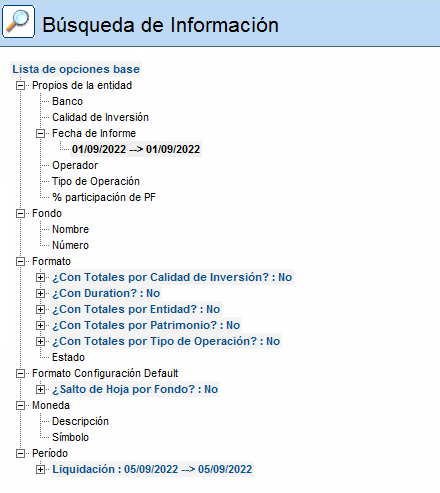 Búsqueda de Información
Lista de opciones base
Propios de la entidad
Banco
Calidad de Inversión
Fecha de Informe
01/09/2022 --> 01/09/2022
Operador
Tipo de Operación
% participación de PF
Fondo
Nombre
Número
Formato
¿Con Totales por Calidad de Inversión? : No
¿Con Duration? : No
¿Con Totales por Entidad? : No
¿Con Totales por Patrimonio? : No
¿Con Totales por Tipo de Operación? : No
Estado
Formato Configuración Default
¿Salto de Hoja por Fondo? : No
Moneda
Descripción
Símbolo
Período
Liquidación : 05/09/2022 --> 05/09/2022